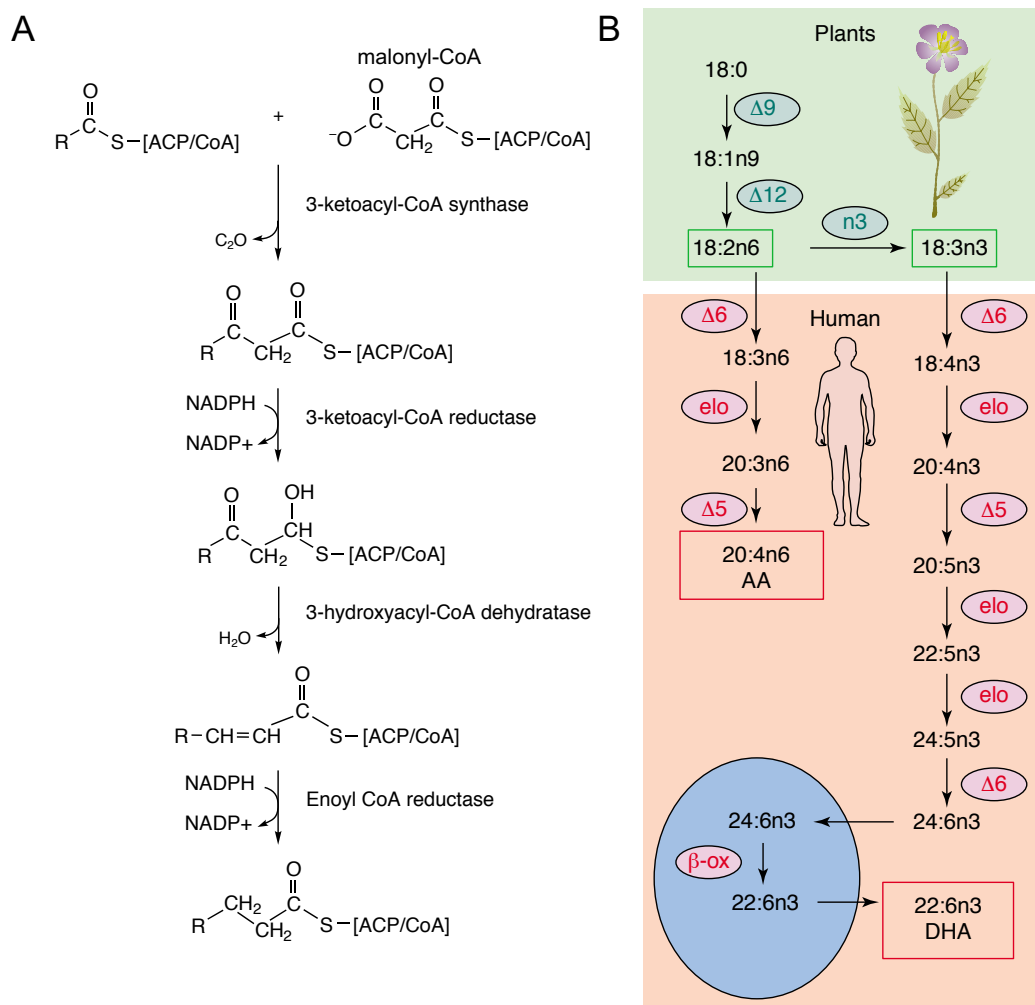 A
malonyl-CoA
O
R C S–[ACP/CoA]
+
O O
⁻O C CH₂ C S–[ACP/CoA]
3-ketoacyl-CoA synthase
C₂O
O O
R C CH₂ C S–[ACP/CoA]
NADPH
3-ketoacyl-CoA reductase
NADP+
OH
O
R C CH₂ CH S–[ACP/CoA]
3-hydroxyacyl-CoA dehydratase
H₂O
O
R–CH=CH C S–[ACP/CoA]
NADPH
Enoyl CoA reductase
NADP+
O
R CH₂ CH₂ C S–[ACP/CoA]
B
Plants
18:0
Δ9
18:1n9
Δ12
n3
18:2n6
18:3n3
Human
Δ6
18:3n6
elo
20:3n6
Δ5
20:4n6
AA
Δ6
18:4n3
elo
20:4n3
Δ5
20:5n3
elo
22:5n3
elo
24:5n3
Δ6
24:6n3
24:6n3
β-ox
22:6n3
22:6n3
DHA